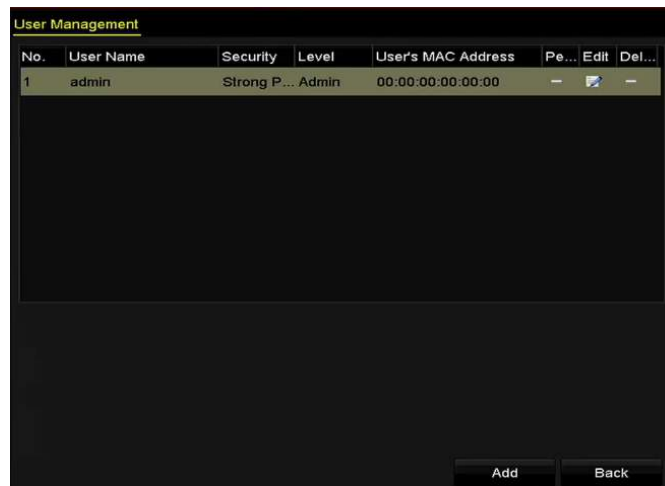 User Management
No. User Name Security Level User's MAC Address Pe... Edit Del...
1 admin Strong P... Admin 00:00:00:00:00:00 – –
Add Back